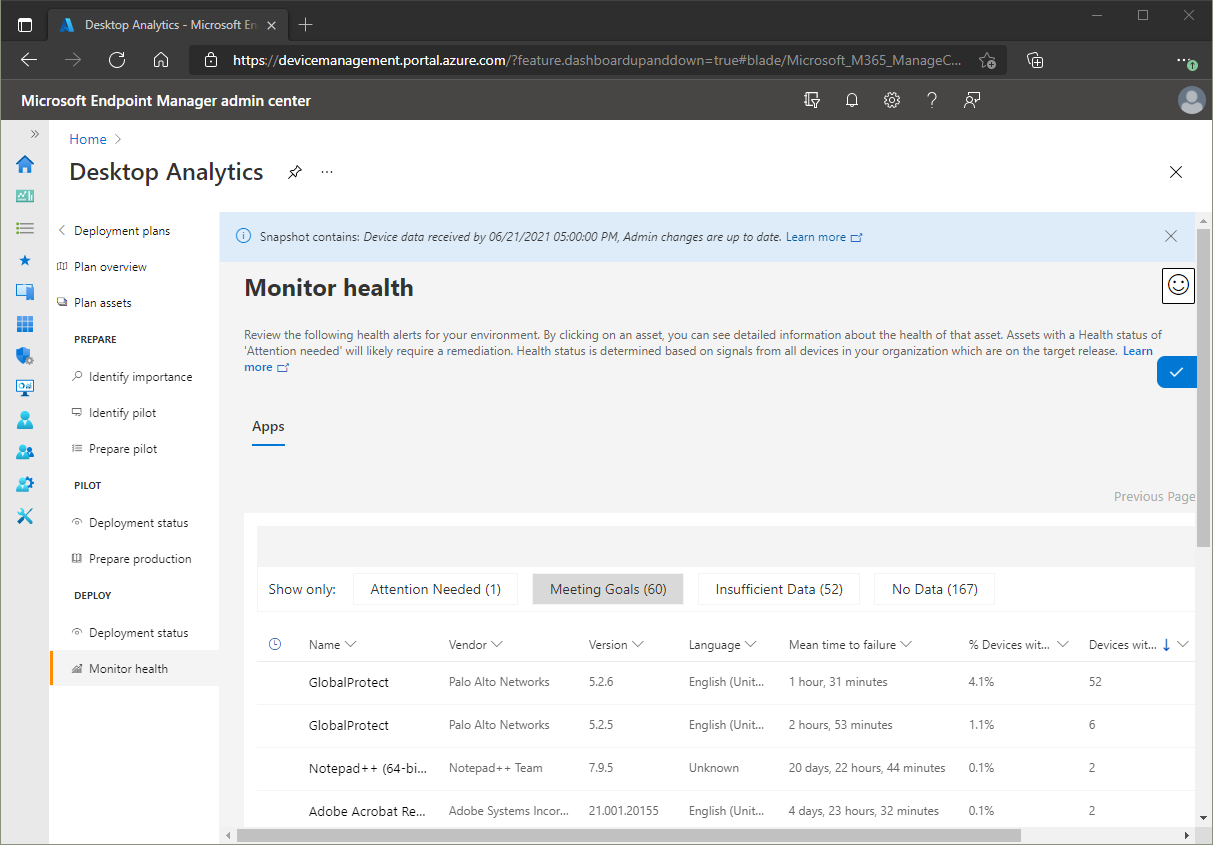 Desktop Analytics - Microsoft En
https://devicemanagement.portal.azure.com/?feature.dashboardupanddown=true#blade/Microsoft_M365_ManageC...
Microsoft Endpoint Manager admin center
Home
Desktop Analytics
Deployment plans
Plan overview
Plan assets
PREPARE
Identify importance
Identify pilot
Prepare pilot
PILOT
Deployment status
Prepare production
DEPLOY
Deployment status
Monitor health
Snapshot contains: Device data received by 06/21/2021 05:00:00 PM, Admin changes are up to date. Learn more
Monitor health
Review the following health alerts for your environment. By clicking on an asset, you can see detailed information about the health of that asset. Assets with a Health status of
'Attention needed' will likely require a remediation. Health status is determined based on signals from all devices in your organization which are on the target release. Learn
more
Apps
Previous Page
Show only: Attention Needed (1) Meeting Goals (60) Insufficient Data (52) No Data (167)
Name Vendor Version Language Mean time to failure % Devices wit... Devices wit...
GlobalProtect Palo Alto Networks 5.2.6 English (Unit... 1 hour, 31 minutes 4.1% 52
GlobalProtect Palo Alto Networks 5.2.5 English (Unit... 2 hours, 53 minutes 1.1% 6
Notepad++ (64-bi... Notepad++ Team 7.9.5 Unknown 20 days, 22 hours, 44 minutes 0.1% 2
Adobe Acrobat Re... Adobe Systems Incor... 21.001.20155 English (Unit... 4 days, 23 hours, 32 minutes 0.1% 2